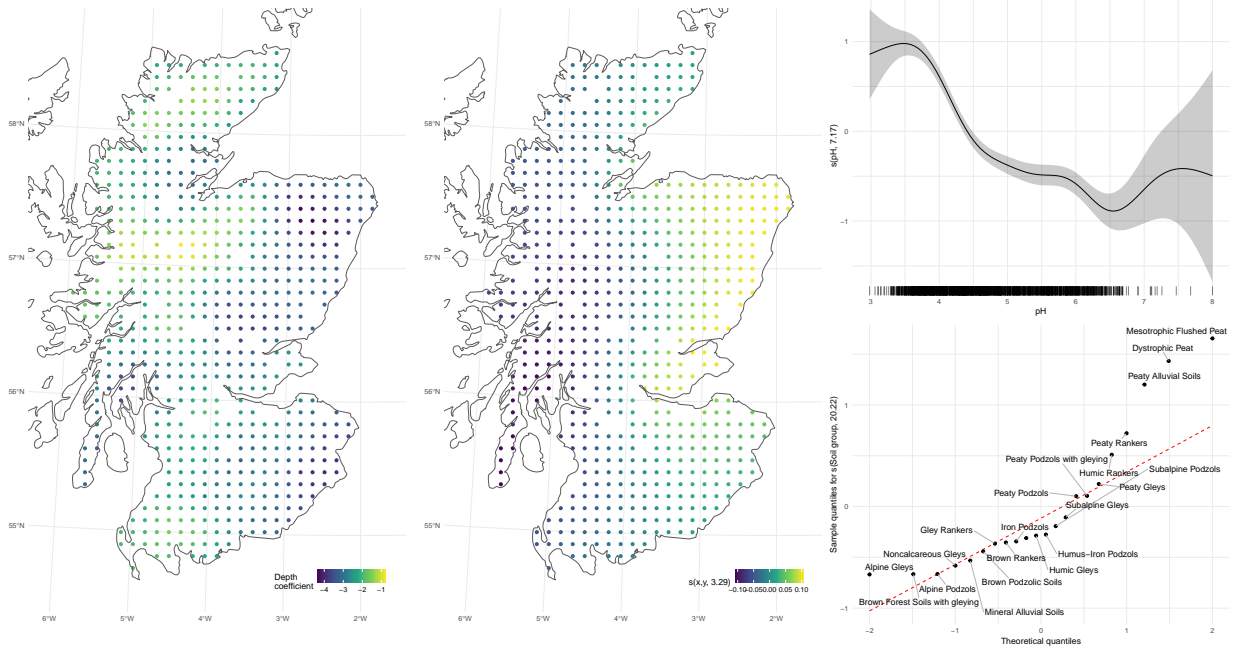 58°N
57°N
56°N
55°N
6°W
5°W
4°W
3°W
2°W
Depth
coefficient
−4
−3
−2
−1
58°N
57°N
56°N
55°N
6°W
5°W
4°W
3°W
2°W
s(x,y, 3.29)
−0.10
−0.05
0.00
0.05
0.10
s(pH, 7.17)
1
0
−1
3
4
5
6
7
8
pH
Sample quantiles for s(Soil group, 20.22)
1
0
−1
Mesotrophic Flushed Peat
Dystrophic Peat
Peaty Alluvial Soils
Peaty Rankers
Peaty Podzols with gleying
Subalpine Podzols
Humic Rankers
Peaty Gleys
Peaty Podzols
Subalpine Gleys
Gley Rankers
Iron Podzols
Noncalcareous Gleys
Brown Rankers
Humus−Iron Podzols
Alpine Gleys
Humic Gleys
Brown Podzolic Soils
Alpine Podzols
Brown Forest Soils with gleying
Mineral Alluvial Soils
−2
−1
0
1
2
Theoretical quantiles